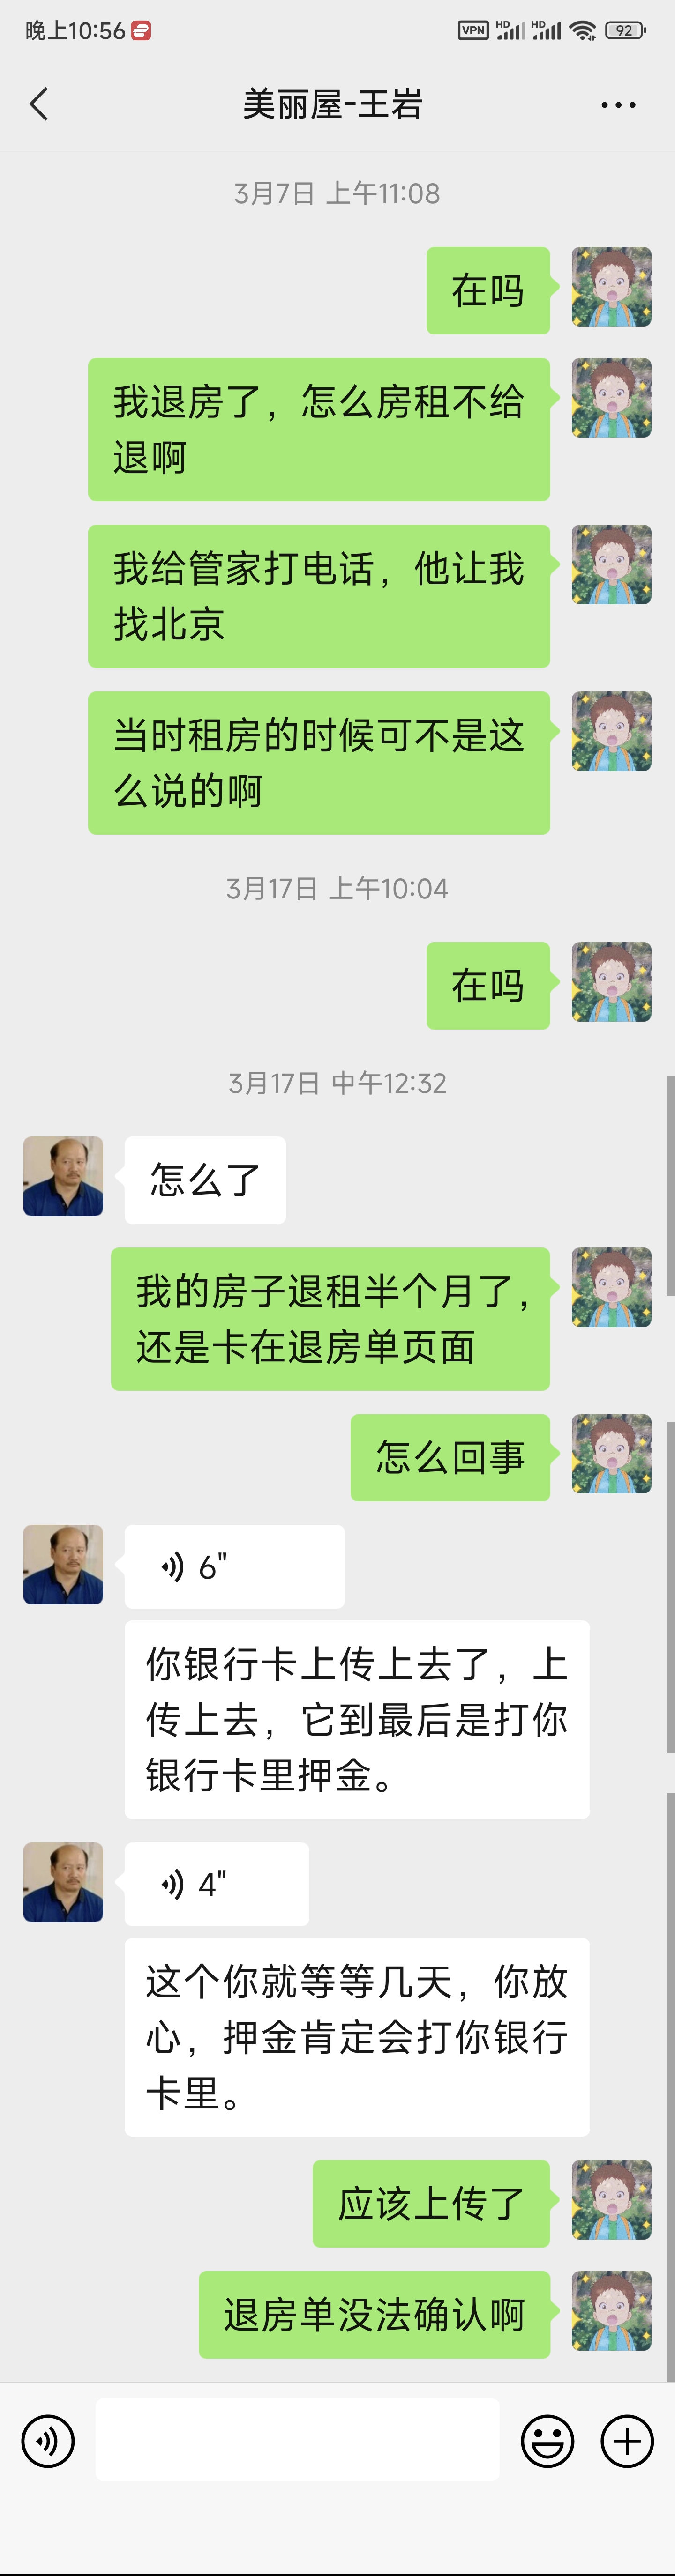 晚上10:56
VPN HD HD 92
美丽屋-王岩
3月7日 上午11:08
在吗
我退房了，怎么房租不给
退啊
我给管家打电话，他让我
找北京
当时租房的时候可不是这
么说的啊
3月17日 上午10:04
在吗
3月17日 中午12:32
怎么了
我的房子退租半个月了，
还是卡在退房单页面
怎么回事
6"
你银行卡上传上去了，上
传上去，它到最后是打你
银行卡里押金。
4"
这个你就等等几天，你放
心，押金肯定会打你银行
卡里。
应该上传了
退房单没法确认啊